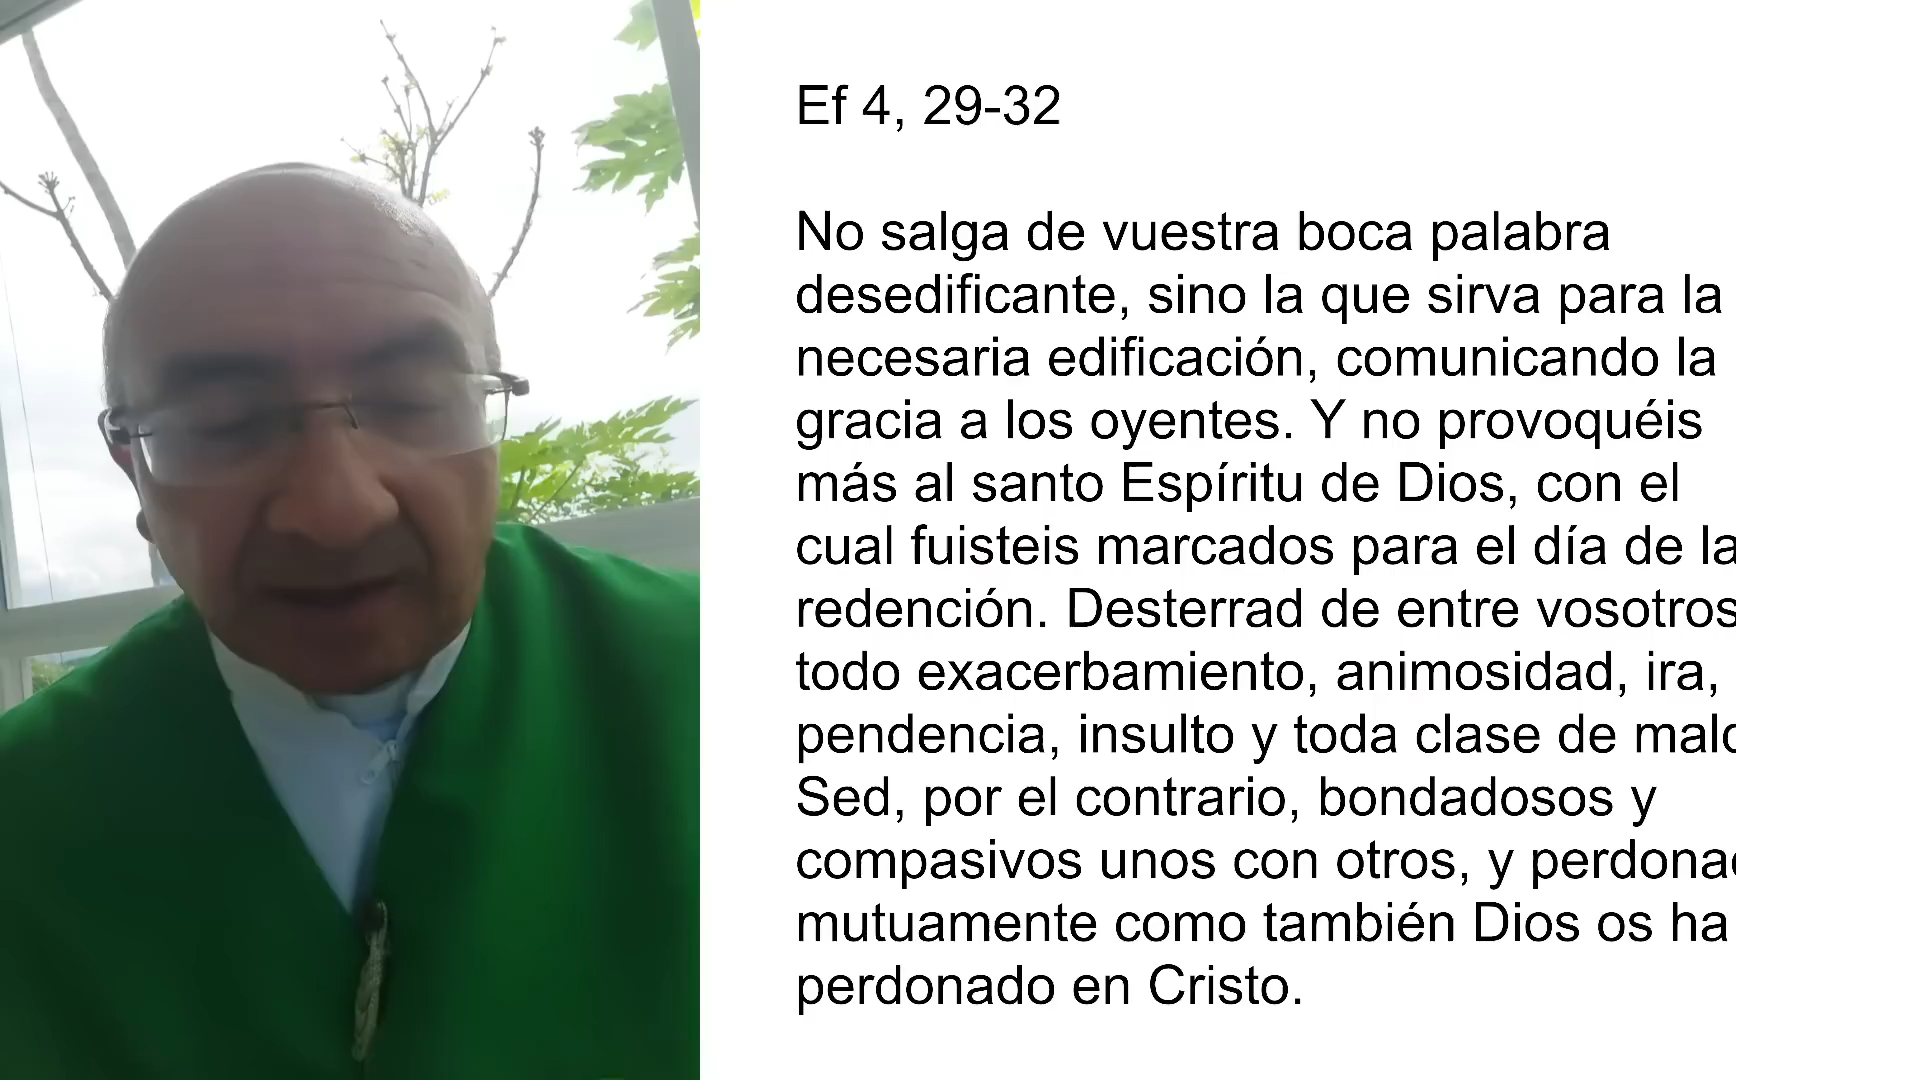 Ef 4, 29-32
No salga de vuestra boca palabra
desedificante, sino la que sirva para la
necesaria edificación, comunicando la
gracia a los oyentes. Y no provoquéis
más al santo Espíritu de Dios, con el
cual fuisteis marcados para el día de la
redención. Desterrad de entre vosotros
todo exacerbamiento, animosidad, ira,
pendencia, insulto y toda clase de
Sed, por el contrario, bondadosos y
compasivos unos con otros, y
mutuamente como también Dios os ha
perdonado en Cristo.